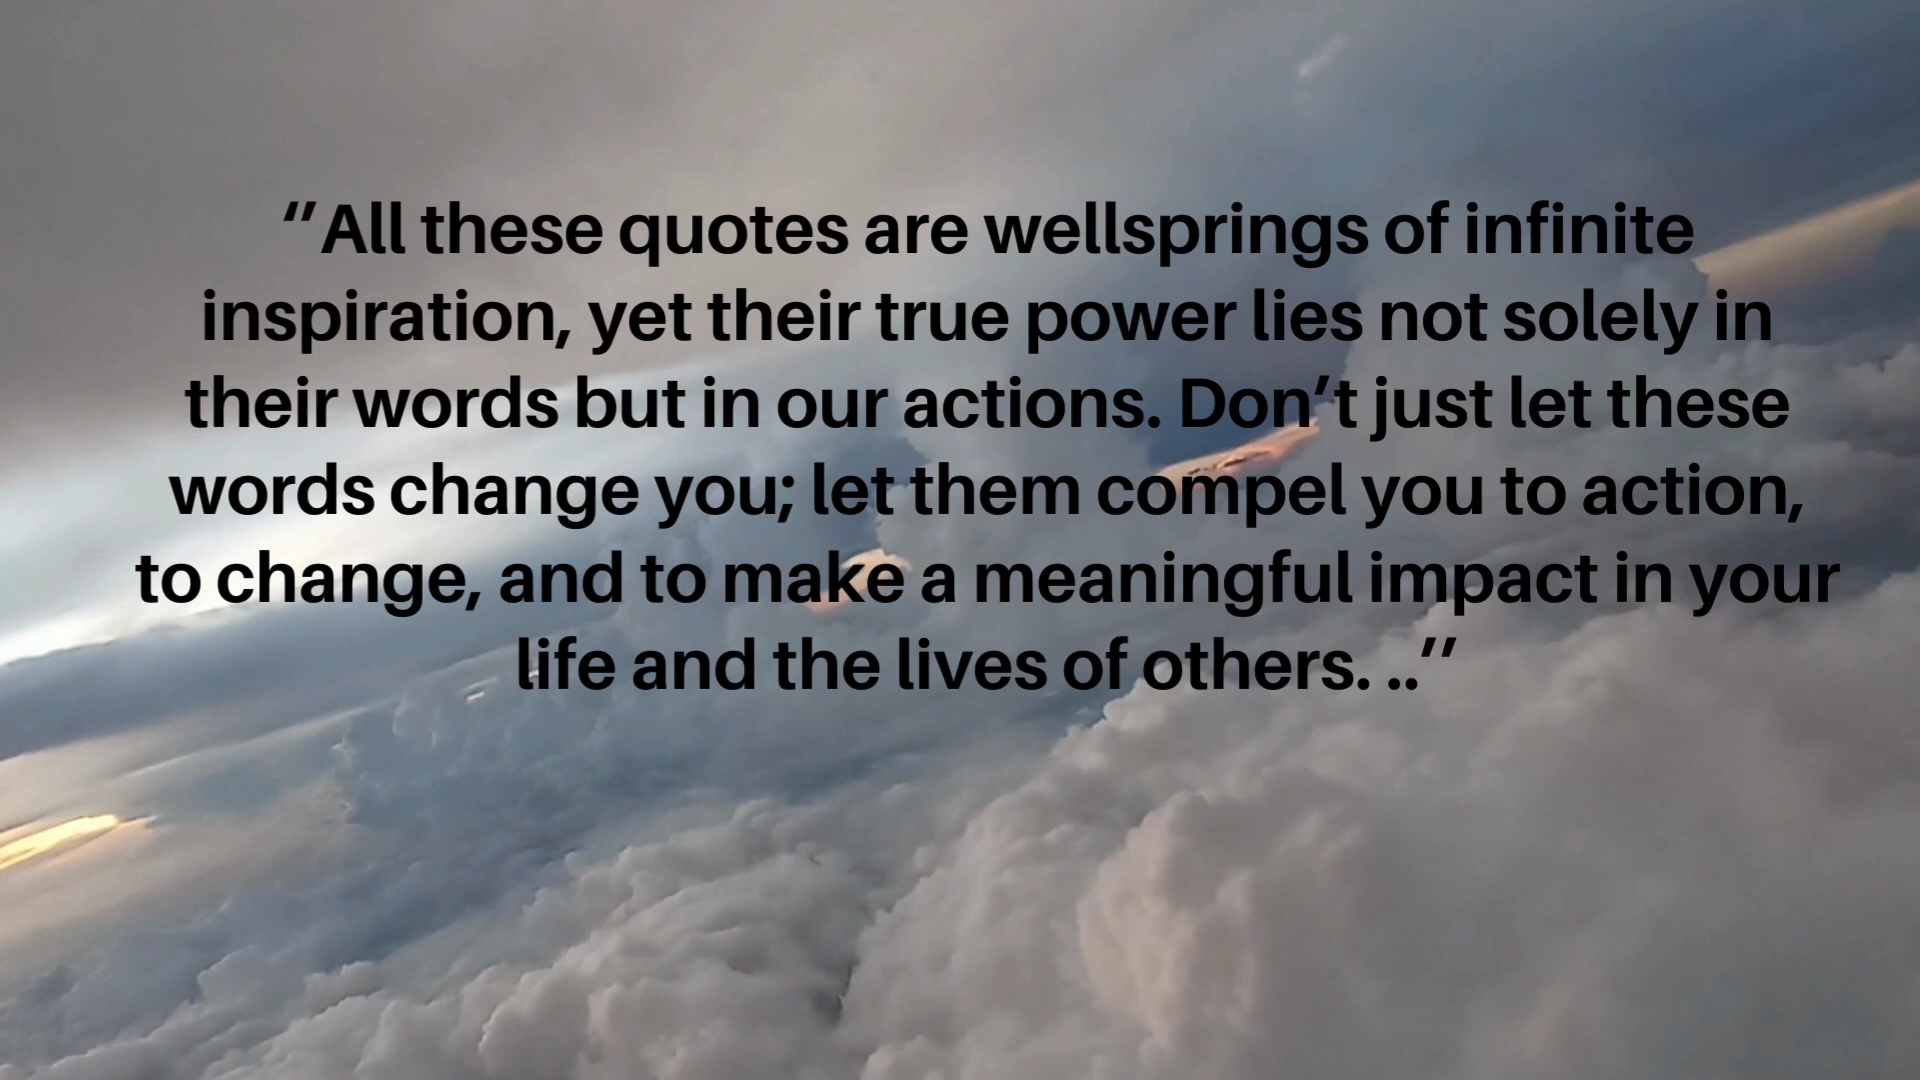 ‘’All these quotes are wellsprings of infinite
inspiration, yet their true power lies not solely in
their words but in our actions. Don’t just let these
words change you; let them compel you to action,
to change, and to make a meaningful impact in your
life and the lives of others. ..’’